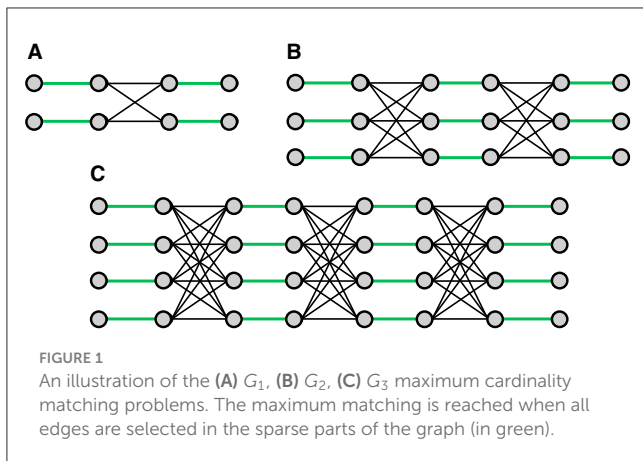 A
B
C
FIGURE 1
An illustration of the (A) G₁, (B) G₂, (C) G₃ maximum cardinality
matching problems. The maximum matching is reached when all
edges are selected in the sparse parts of the graph (in green).